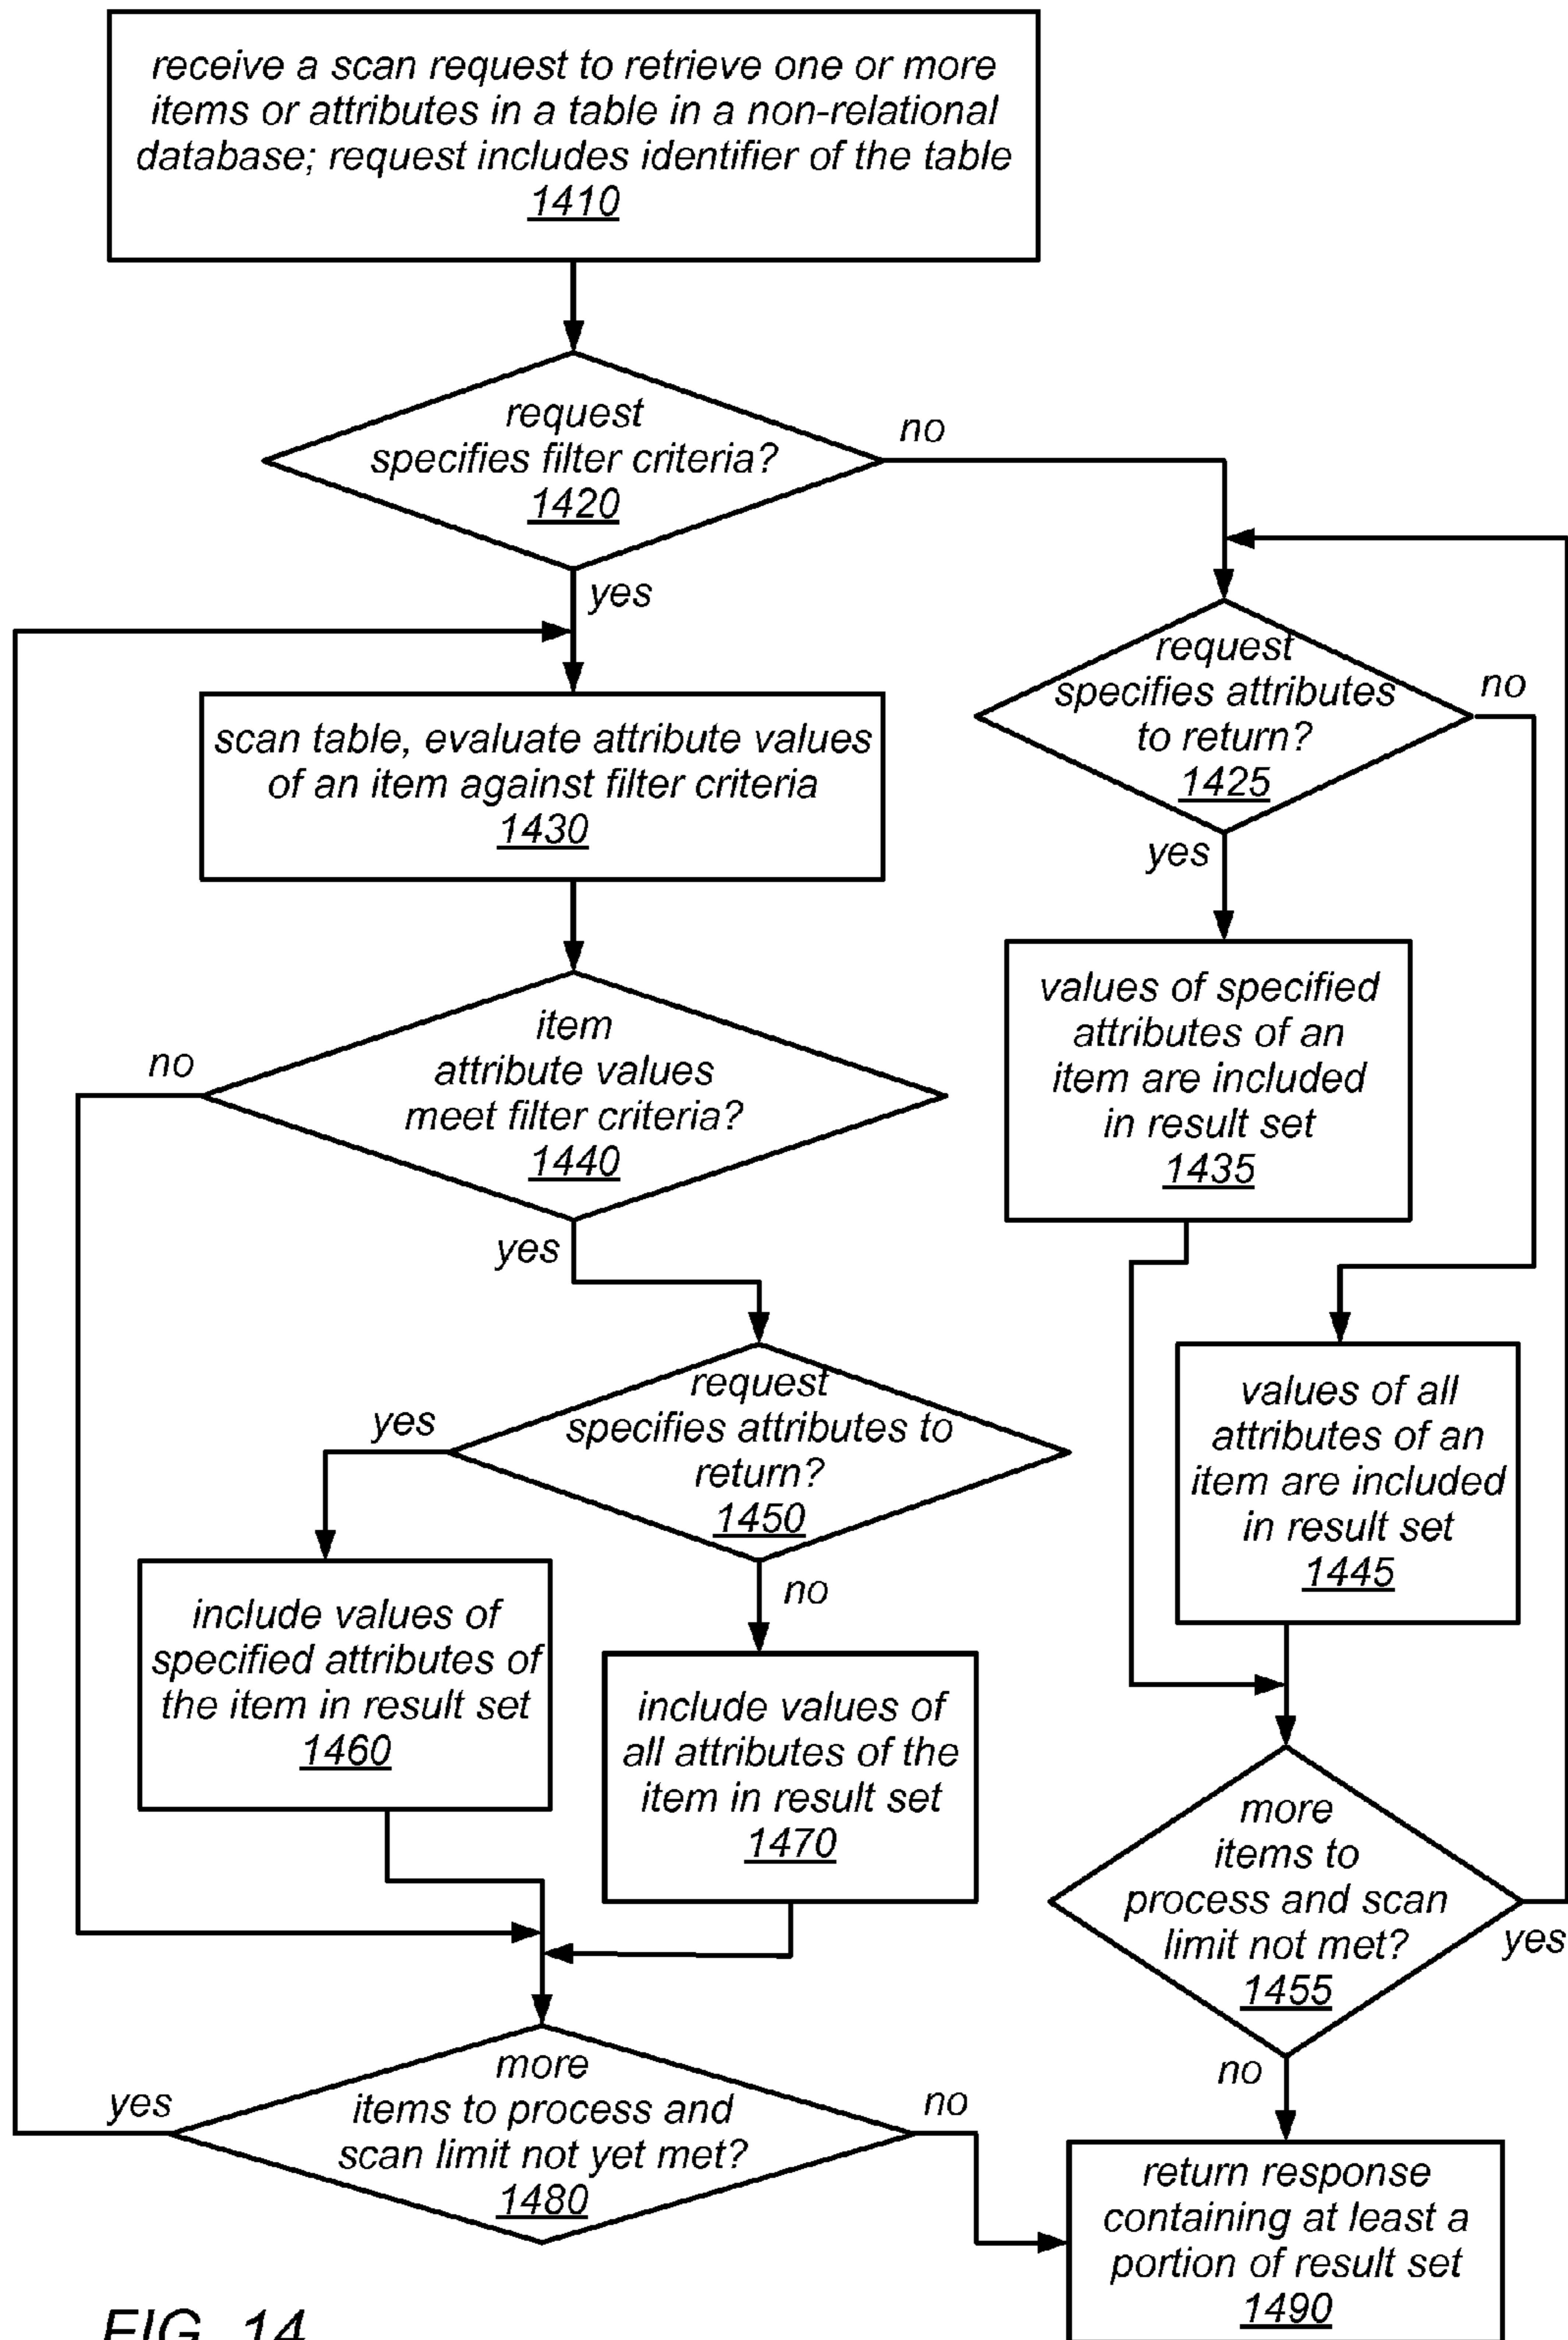 receive a scan request to retrieve one or more
items or attributes in a table in a non-relational
database; request includes identifier of the table
1410
request
specifies filter criteria?
1420
no
yes
request
specifies attributes
to return?
1425
no
yes
scan table, evaluate attribute values
of an item against filter criteria
1430
values of specified
attributes of an
item are included
in result set
1435
item
attribute values
meet filter criteria?
1440
no
yes
request
specifies attributes to
return?
1450
yes
no
values of all
attributes of an
item are included
in result set
1445
include values of
specified attributes of
the item in result set
1460
include values of
all attributes of the
item in result set
1470
more
items to
process and scan
limit not met?
1455
yes
no
more
items to process and
scan limit not yet met?
1480
yes
no
return response
containing at least a
portion of result set
1490
FIG. 14